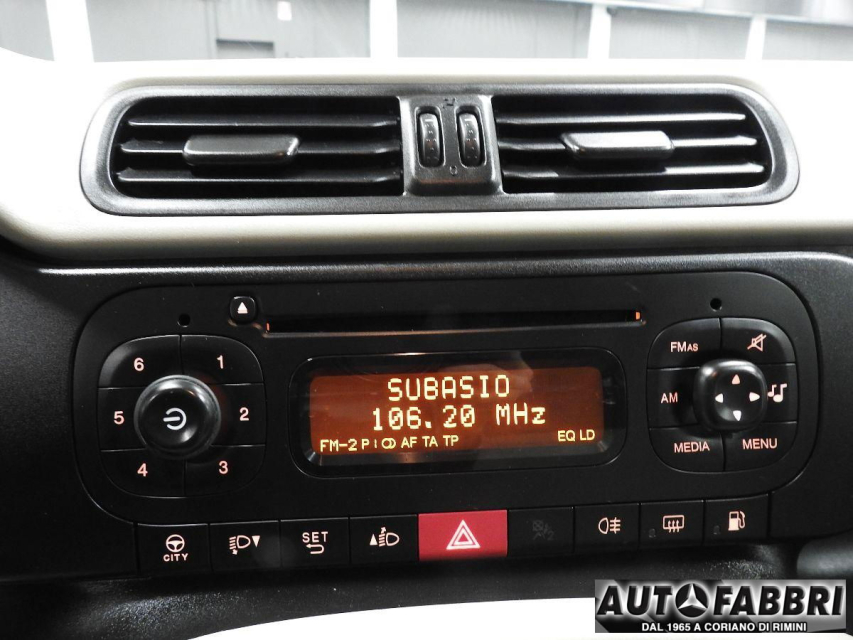 SUBASIO
106.20 MHz
FM-2 P I CD AF TA TP EQ LD
6 1
5 2
4 3
FMAS
AM
MEDIA MENU
CITY
SET
AUTOFABBRI
DAL 1965 A CORIANO DI RIMINI